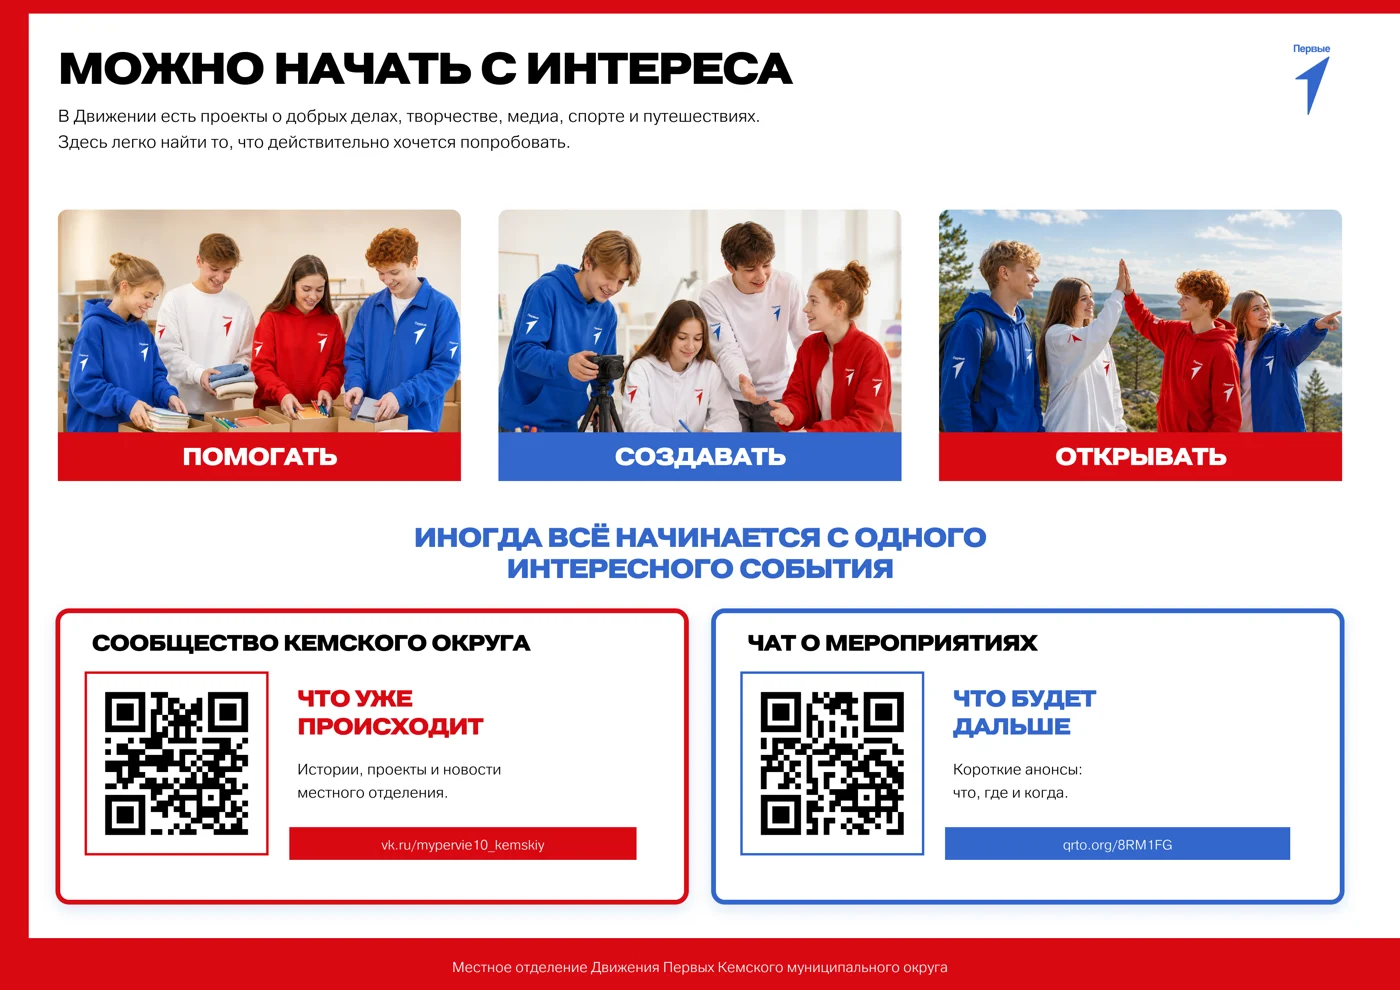 МОЖНО НАЧАТЬ С ИНТЕРЕСА
Первые
В Движении есть проекты о добрых делах, творчестве, медиа, спорте и путешествиях.
Здесь легко найти то, что действительно хочется попробовать.
ПОМОГАТЬ
СОЗДАВАТЬ
ОТКРЫВАТЬ
ИНОГДА ВСЁ НАЧИНАЕТСЯ С ОДНОГО
ИНТЕРЕСНОГО СОБЫТИЯ
СООБЩЕСТВО КЕМСКОГО ОКРУГА
ЧТО УЖЕ
ПРОИСХОДИТ
Истории, проекты и новости
местного отделения.
vk.ru/mypervie10_kemskiy
ЧАТ О МЕРОПРИЯТИЯХ
ЧТО БУДЕТ
ДАЛЬШЕ
Короткие анонсы:
что, где и когда.
qrto.org/8RM1FG
Местное отделение Движения Первых Кемского муниципального округа